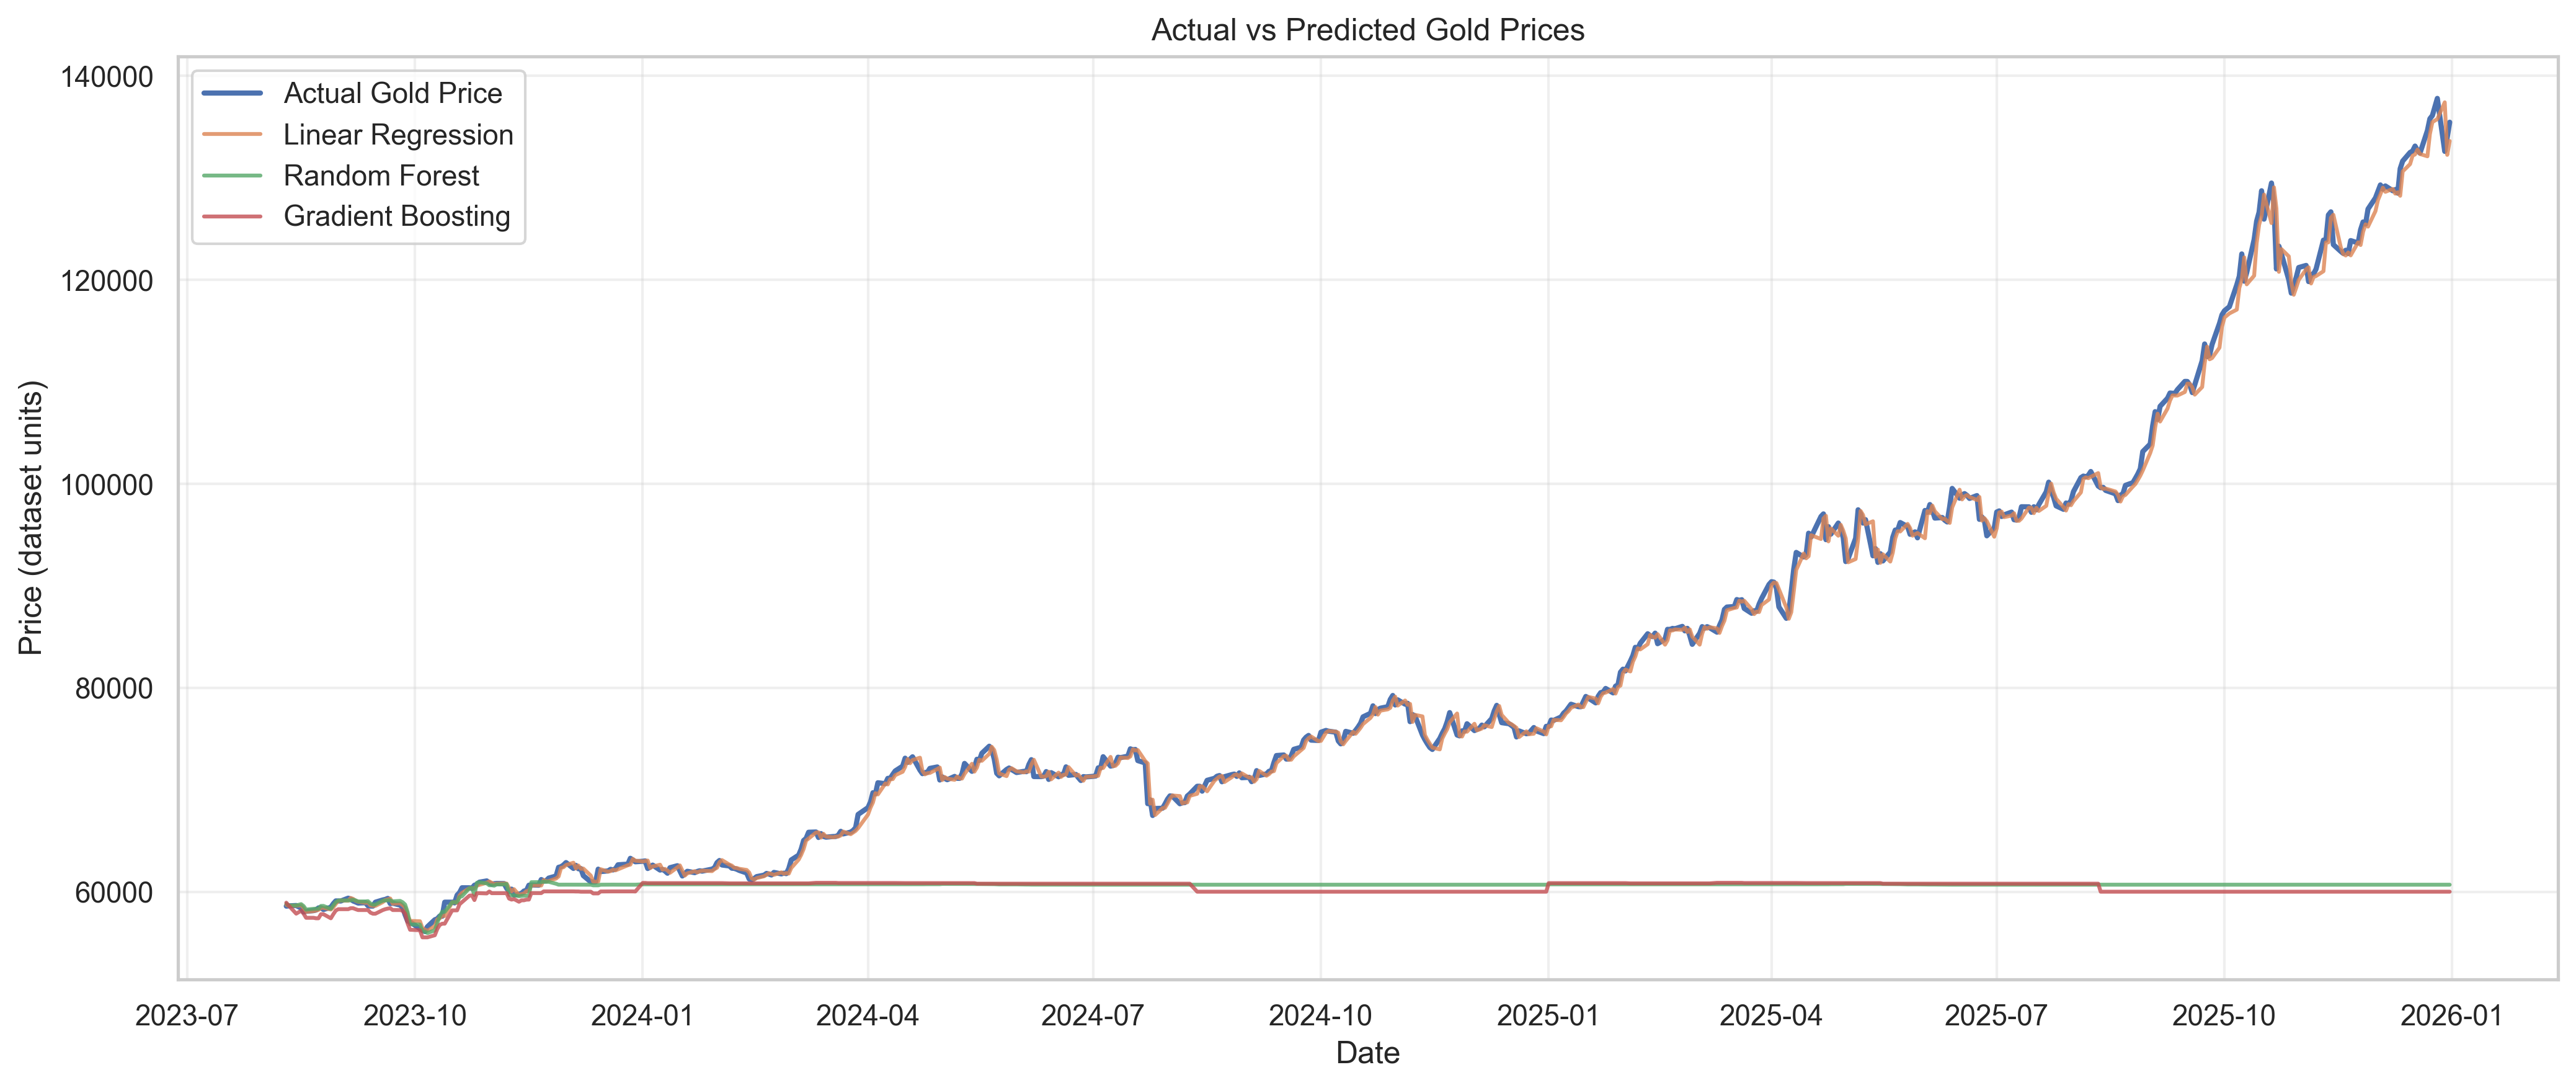 Actual vs Predicted Gold Prices
Actual Gold Price
Linear Regression
Random Forest
Gradient Boosting
Price (dataset units)
140000
120000
100000
80000
60000
2023-07 2023-10 2024-01 2024-04 2024-07 2024-10 2025-01 2025-04 2025-07 2025-10 2026-01
Date